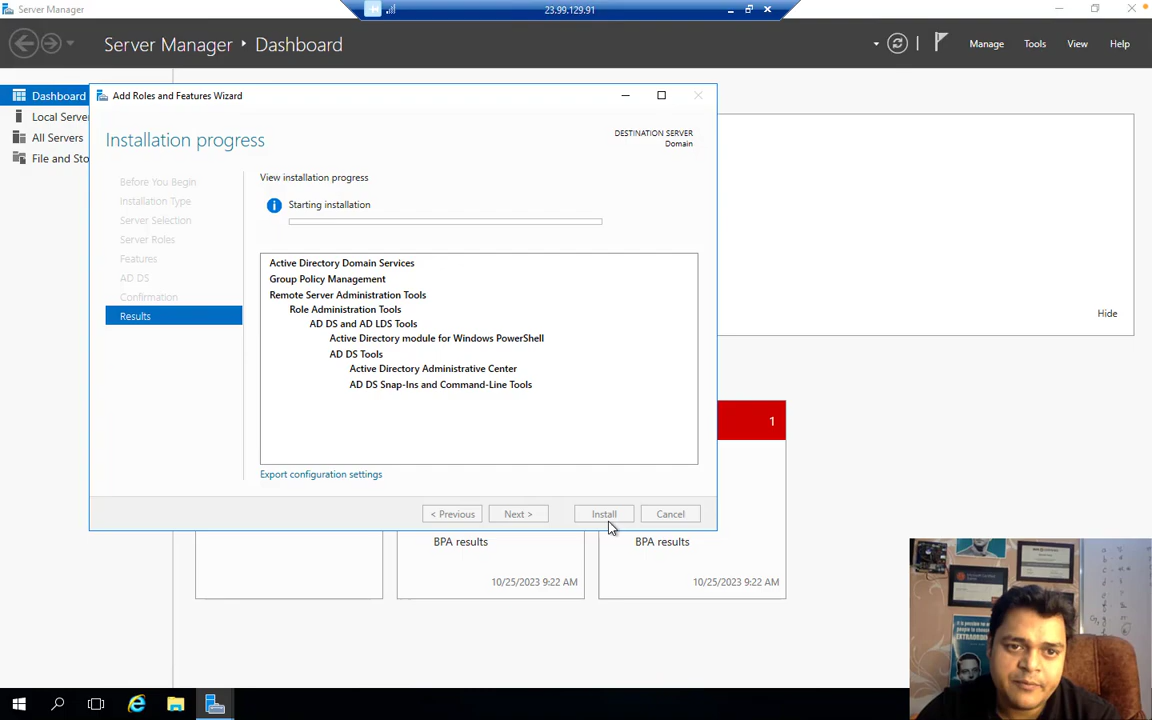 Server Manager
23.99.129.91
Server Manager
Dashboard
Manage
Tools
View
Help
Dashboard
Local Serve
All Servers
File and Sto
Add Roles and Features Wizard
Installation progress
DESTINATION SERVER
Domain
Before You Begin
Installation Type
Server Selection
Server Roles
Features
AD DS
Confirmation
Results
View installation progress
Starting installation
Active Directory Domain Services
Group Policy Management
Remote Server Administration Tools
Role Administration Tools
AD DS and AD LDS Tools
Active Directory module for Windows PowerShell
AD DS Tools
Active Directory Administrative Center
AD DS Snap-Ins and Command-Line Tools
Export configuration settings
< Previous
Next >
Install
Cancel
Hide
1
BPA results
10/25/2023 9:22 AM
BPA results
10/25/2023 9:22 AM
EXTRAORDI